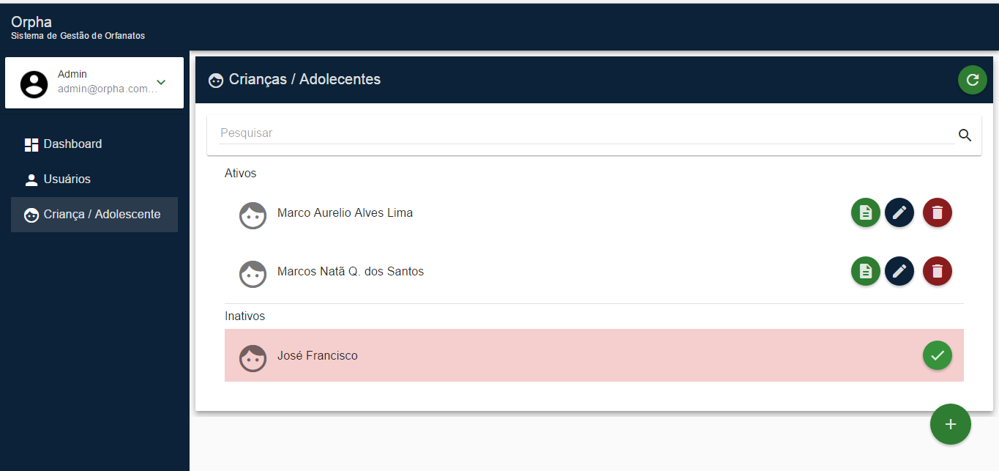 Orpha
Sistema de Gestão de Orfanatos
Admin
admin@orpha.com...
Dashboard
Usuários
Criança / Adolescente
Crianças / Adolecentes
Pesquisar
Ativos
Marco Aurelio Alves Lima
Marcos Natã Q. dos Santos
Inativos
José Francisco